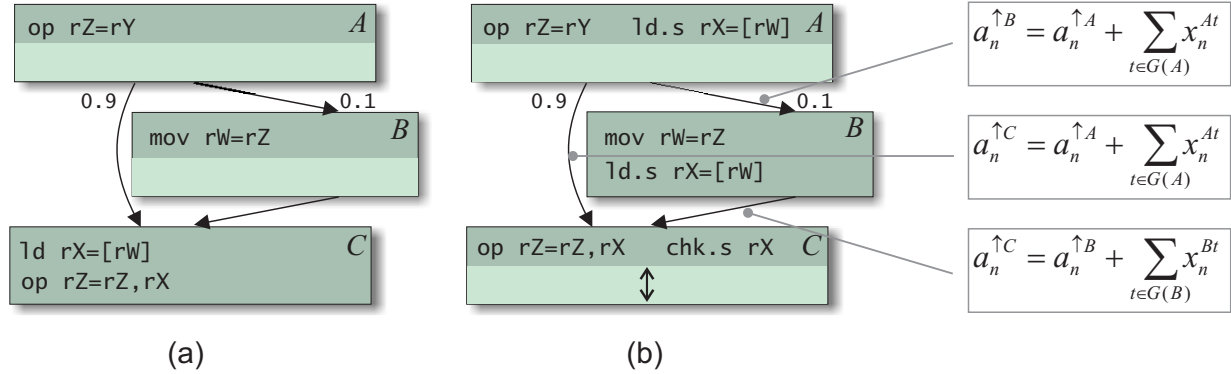 op rZ=rY A
0.9 0.1
mov rW=rZ B
ld rX=[rW] C
op rZ=rZ,rX
(a)
op rZ=rY ld.s rX=[rW] A
0.9 0.1
mov rW=rZ B
ld.s rX=[rW]
op rZ=rZ,rX chk.s rX C
(b)
a_n^{↑B} = a_n^{↑A} + ∑_{t∈G(A)} x_n^{At}
a_n^{↑C} = a_n^{↑A} + ∑_{t∈G(A)} x_n^{At}
a_n^{↑C} = a_n^{↑B} + ∑_{t∈G(B)} x_n^{Bt}